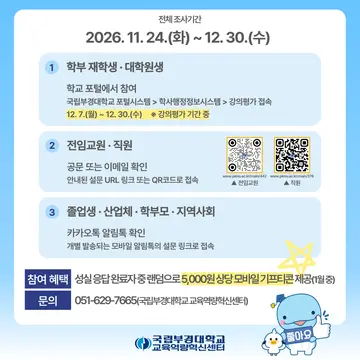 전체 조사기간
2026. 11. 24.(화) ~ 12. 30.(수)
1 학부 재학생 · 대학원생
학교 포털에서 참여
국립부경대학교 포털시스템 > 학사행정정보시스템 > 강의평가 접속
12. 7.(월) ~ 12. 30.(수) ※ 강의평가 기간 중
2 전임교원 · 직원
공문 또는 이메일 확인
안내된 설문 URL 링크 또는 QR코드로 접속
▲ 전임교원
▲ 직원
3 졸업생 · 산업체 · 학부모 · 지역사회
카카오톡 알림톡 확인
개별 발송되는 모바일 알림톡의 설문 링크로 접속
참여 혜택 성실 응답 완료자 중 랜덤으로 5,000원 상당 모바일 기프티콘 제공(1월 중)
문의 051-629-7665(국립부경대학교 교육역량혁신센터)
좋아요
국립부경대학교
교육역량혁신센터